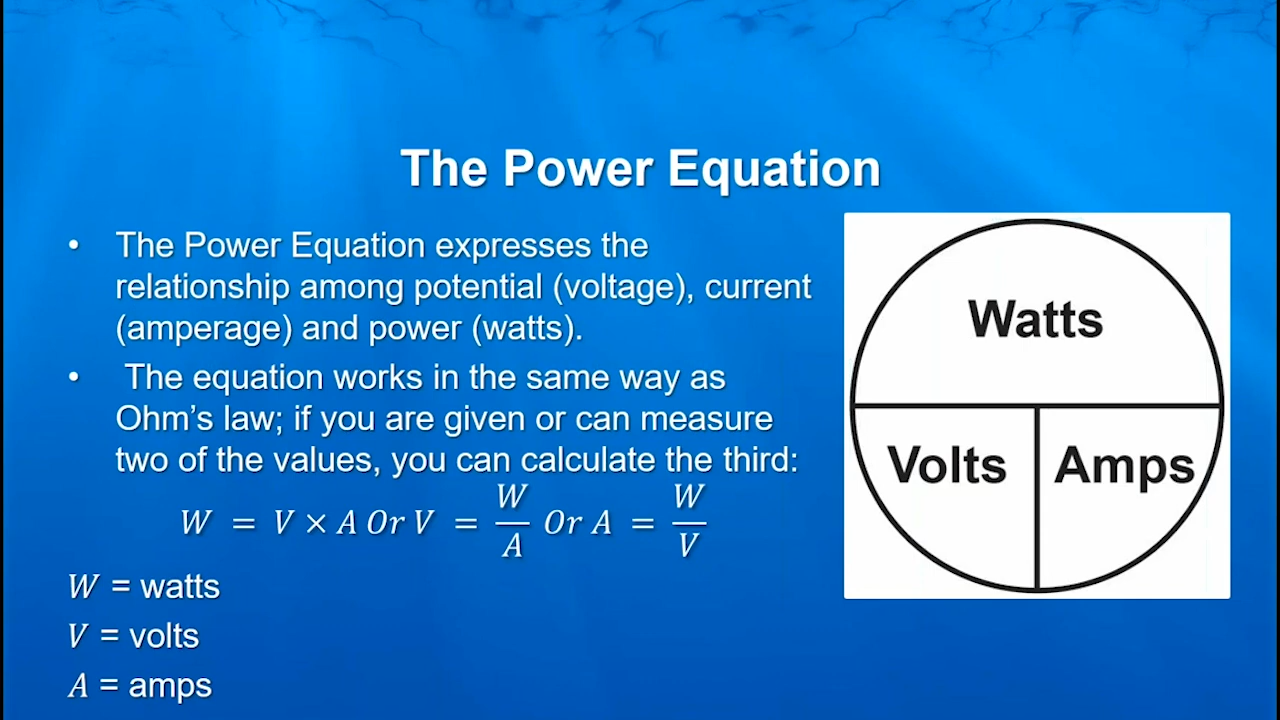 The Power Equation
• The Power Equation expresses the
relationship among potential (voltage), current
(amperage) and power (watts).
• The equation works in the same way as
Ohm’s law; if you are given or can measure
two of the values, you can calculate the third:
W = V × A Or V = W/A Or A = W/V
W = watts
V = volts
A = amps
Watts
Volts Amps